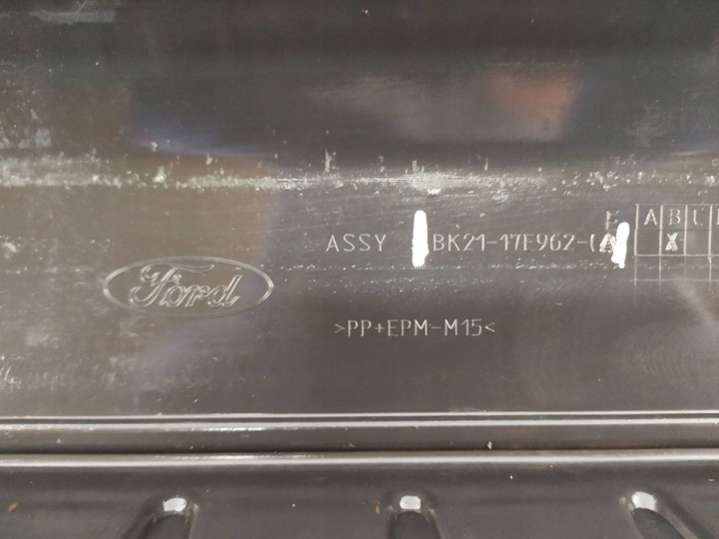 A B C
ASSY BK21-17F962-(A
X
Ford
>PP+EPM-M15<